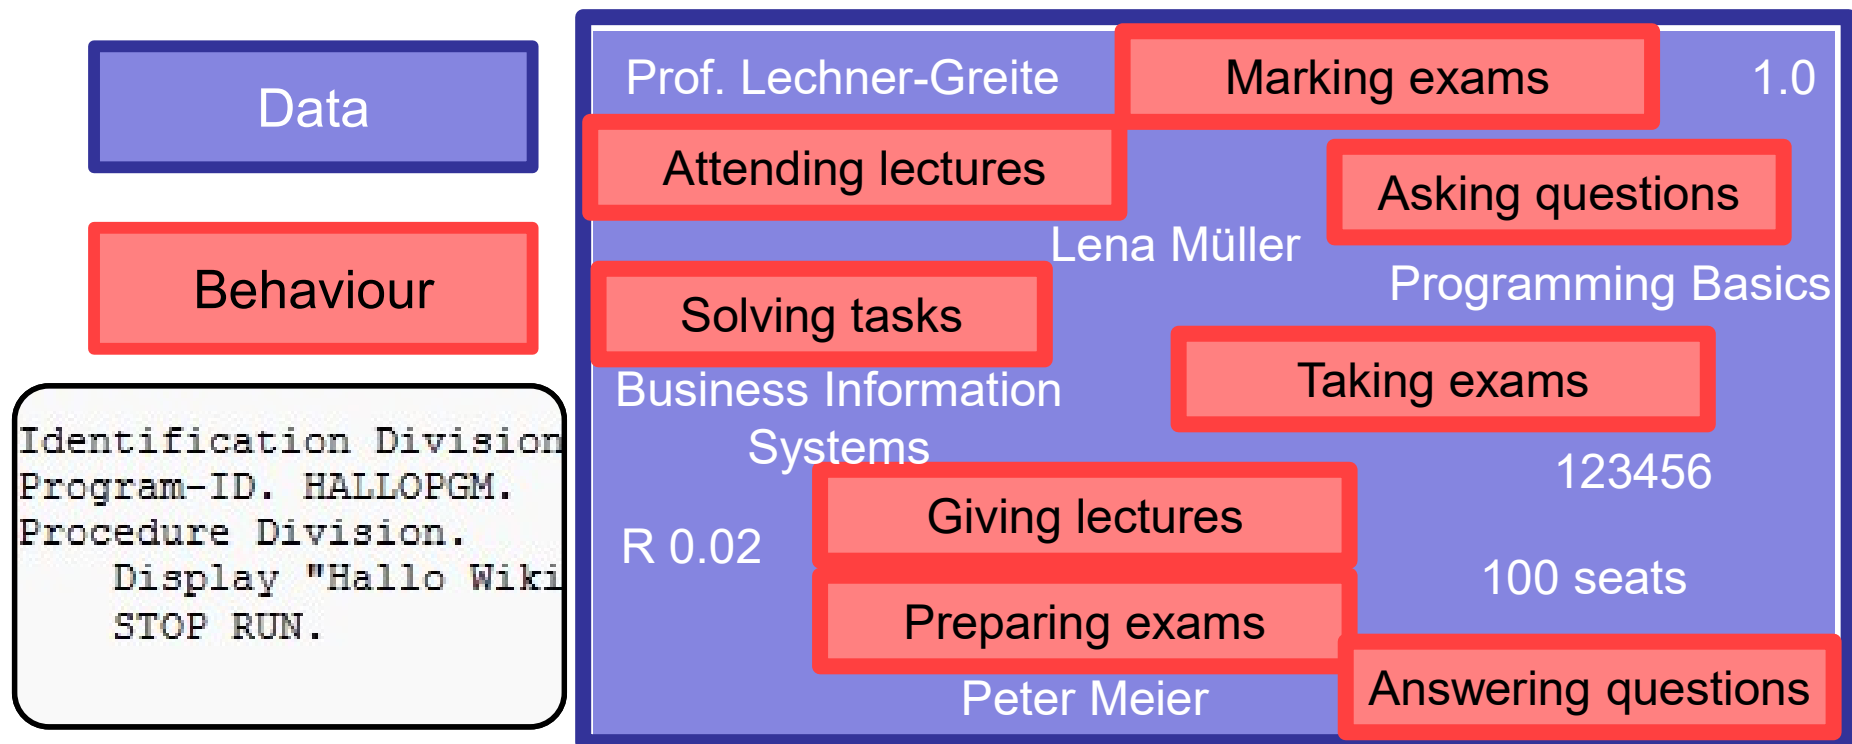 Data
Behaviour
Identification Division
Program-ID. HALLOPGM.
Procedure Division.
Display "Hallo Wiki
STOP RUN.
Prof. Lechner-Greite
Marking exams
1.0
Attending lectures
Asking questions
Lena Müller
Programming Basics
Solving tasks
Taking exams
Business Information
Systems
123456
Giving lectures
R 0.02
100 seats
Preparing exams
Answering questions
Peter Meier